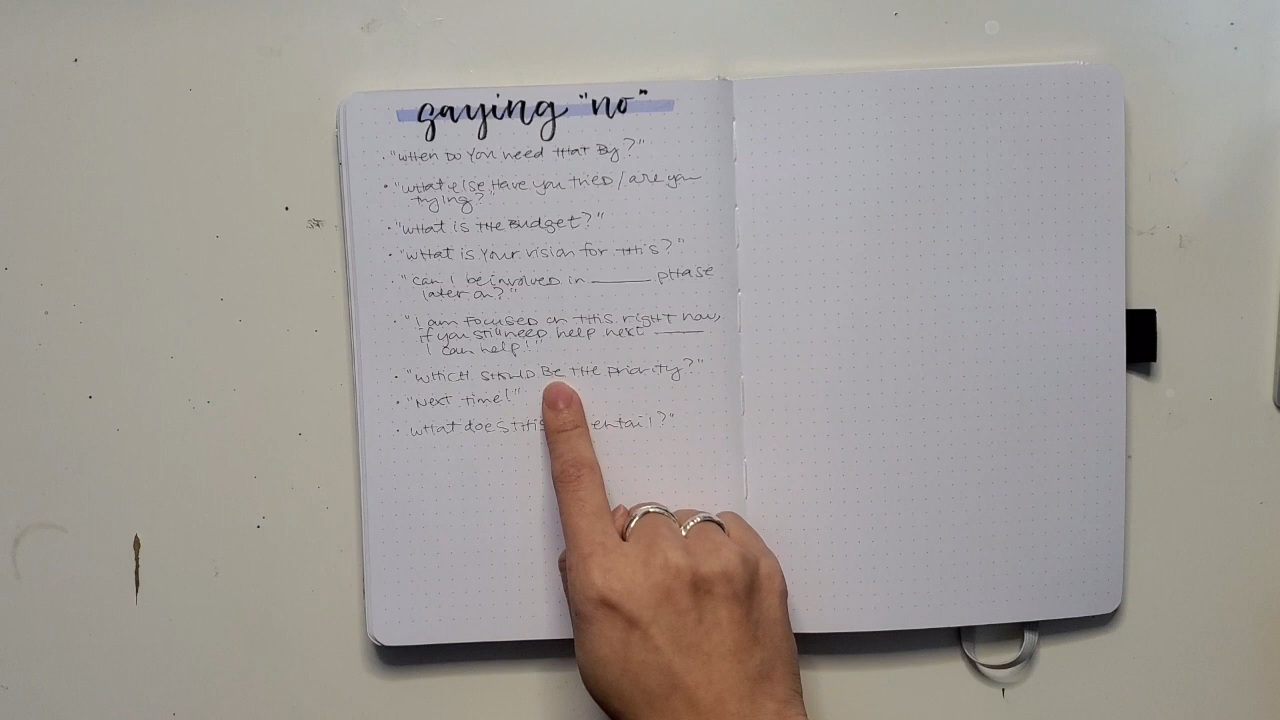 saying "no"
· "When Do You need that By?"
· "What else Have you tried / are you
trying?"
· "What is the Budget?"
· "What is Your vision for this?"
· "can I be involved in ______ phase
later on?"
· "I am Focused on this right now,
if you still need help next ______
I can help!"
· "Which should Be the priority?"
· "Next time!"
· What does this entail?"